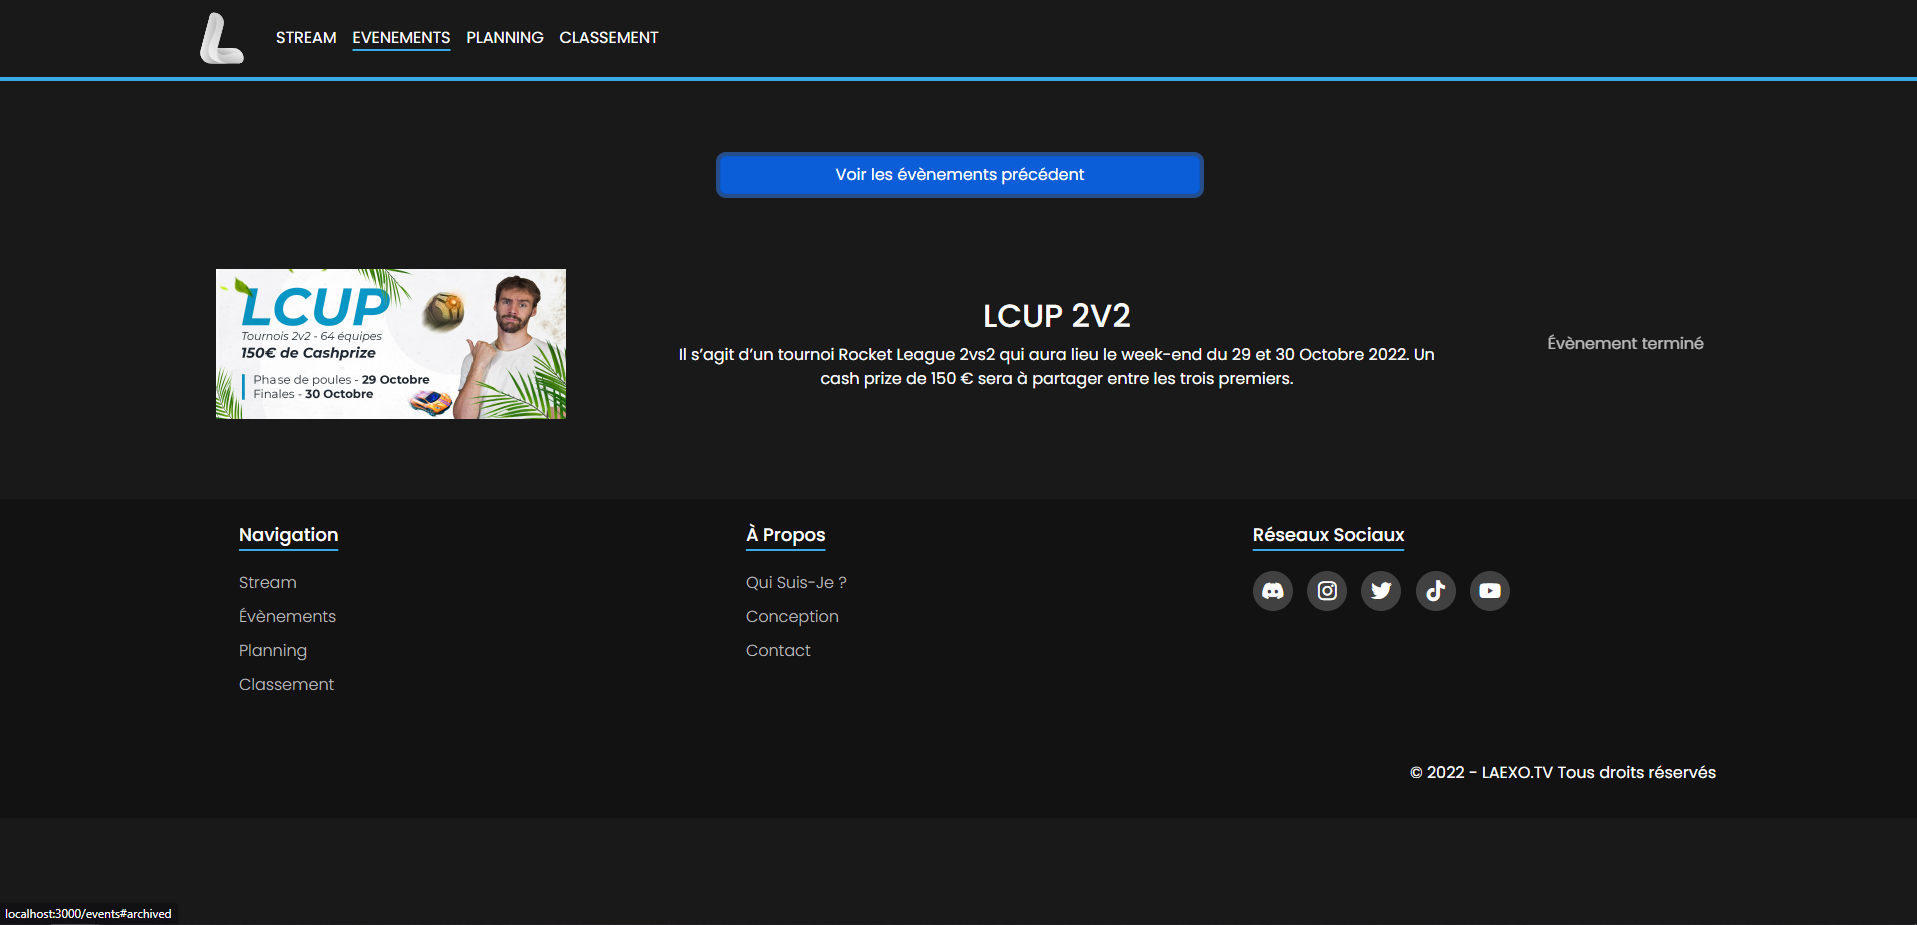 STREAM EVENEMENTS PLANNING CLASSEMENT
Voir les évènements précédent
LCUP
Tournois 2v2 - 64 équipes
150€ de Cashprize
Phase de poules - 29 Octobre
Finales - 30 Octobre
LCUP 2V2
Il s’agit d’un tournoi Rocket League 2vs2 qui aura lieu le week-end du 29 et 30 Octobre 2022. Un
cash prize de 150 € sera à partager entre les trois premiers.
Évènement terminé
Navigation
Stream
Évènements
Planning
Classement
À Propos
Qui Suis-Je ?
Conception
Contact
Réseaux Sociaux
© 2022 - LAEXO.TV Tous droits réservés
localhost:3000/events#archived